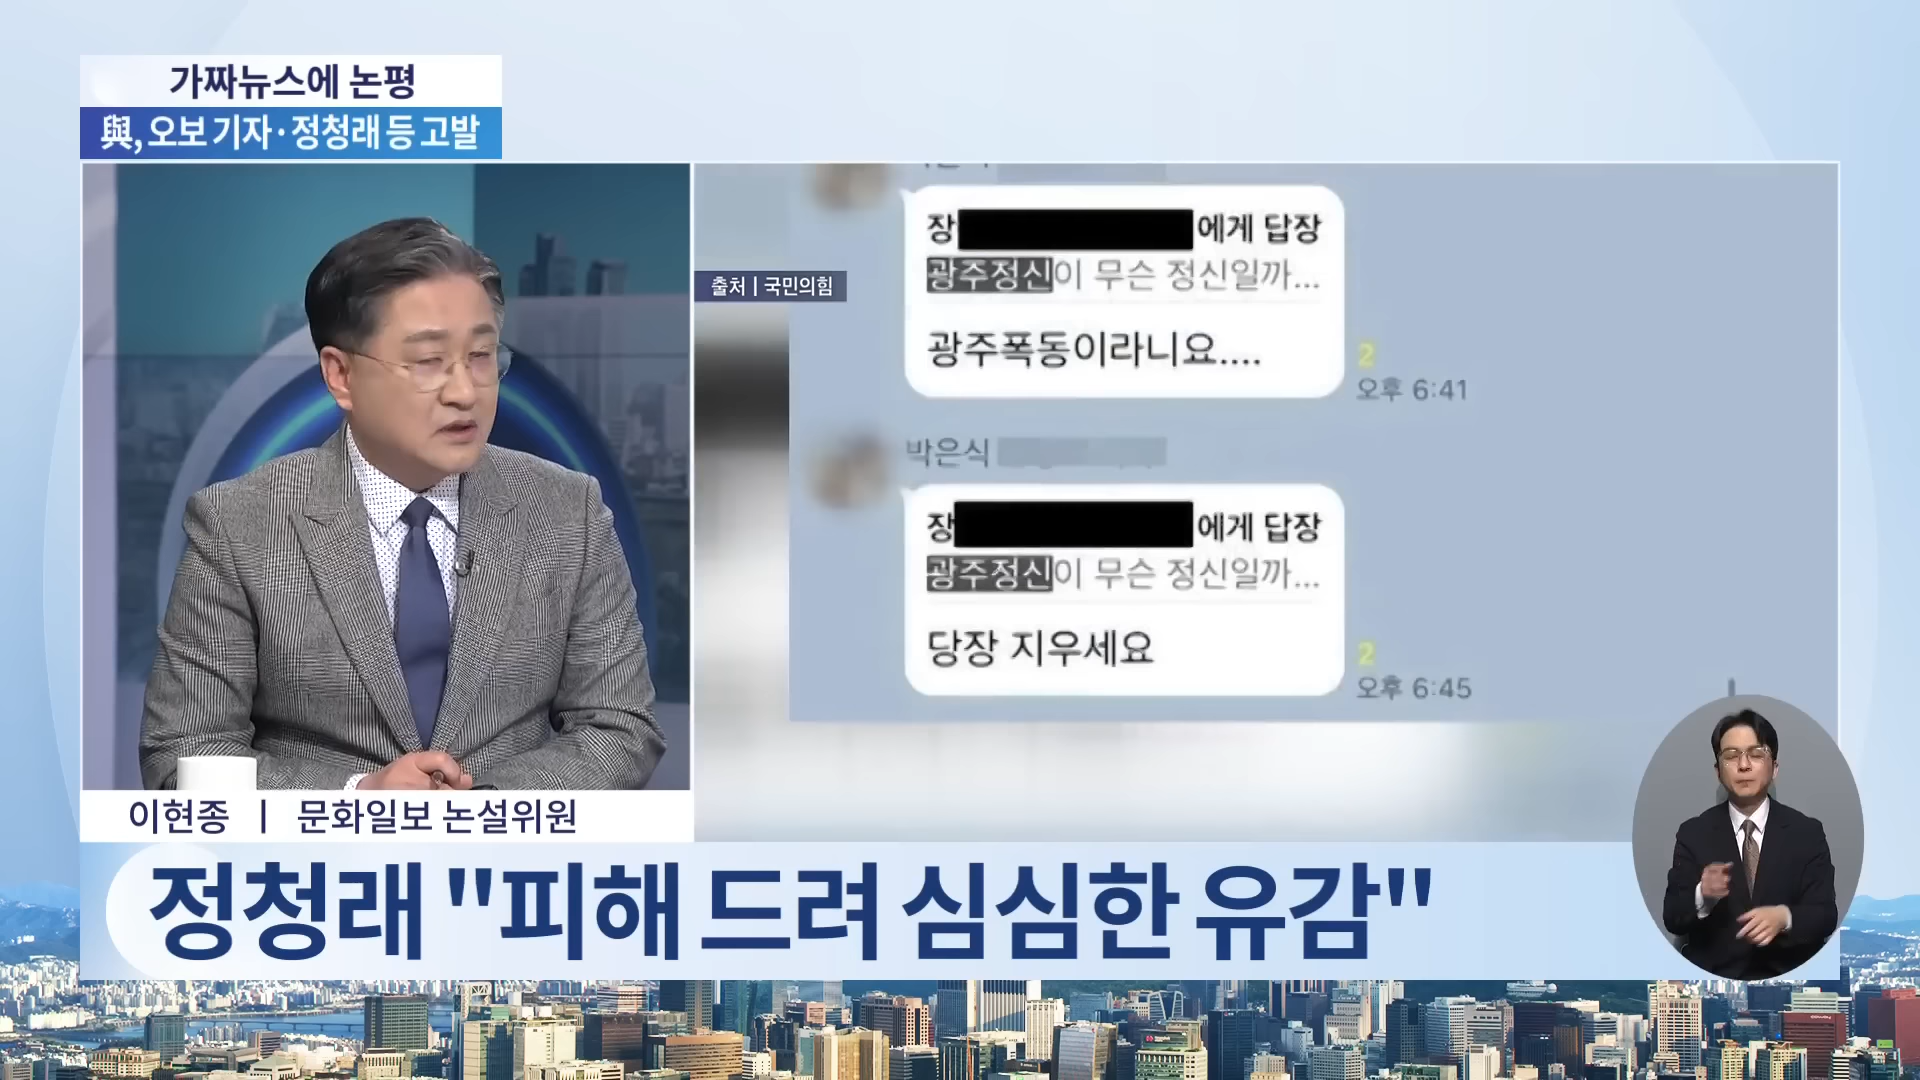 가짜뉴스에 논평
與, 오보 기자·정청래 등 고발
출처 | 국민의힘
장
에게 답장
광주정신이 무슨 정신일까...
광주폭동이라니요....
2
오후 6:41
박은식
장
에게 답장
광주정신이 무슨 정신일까...
당장 지우세요
2
오후 6:45
이현종 | 문화일보 논설위원
정청래 "피해 드려 심심한 유감"